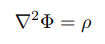 ∇²Φ = ρ